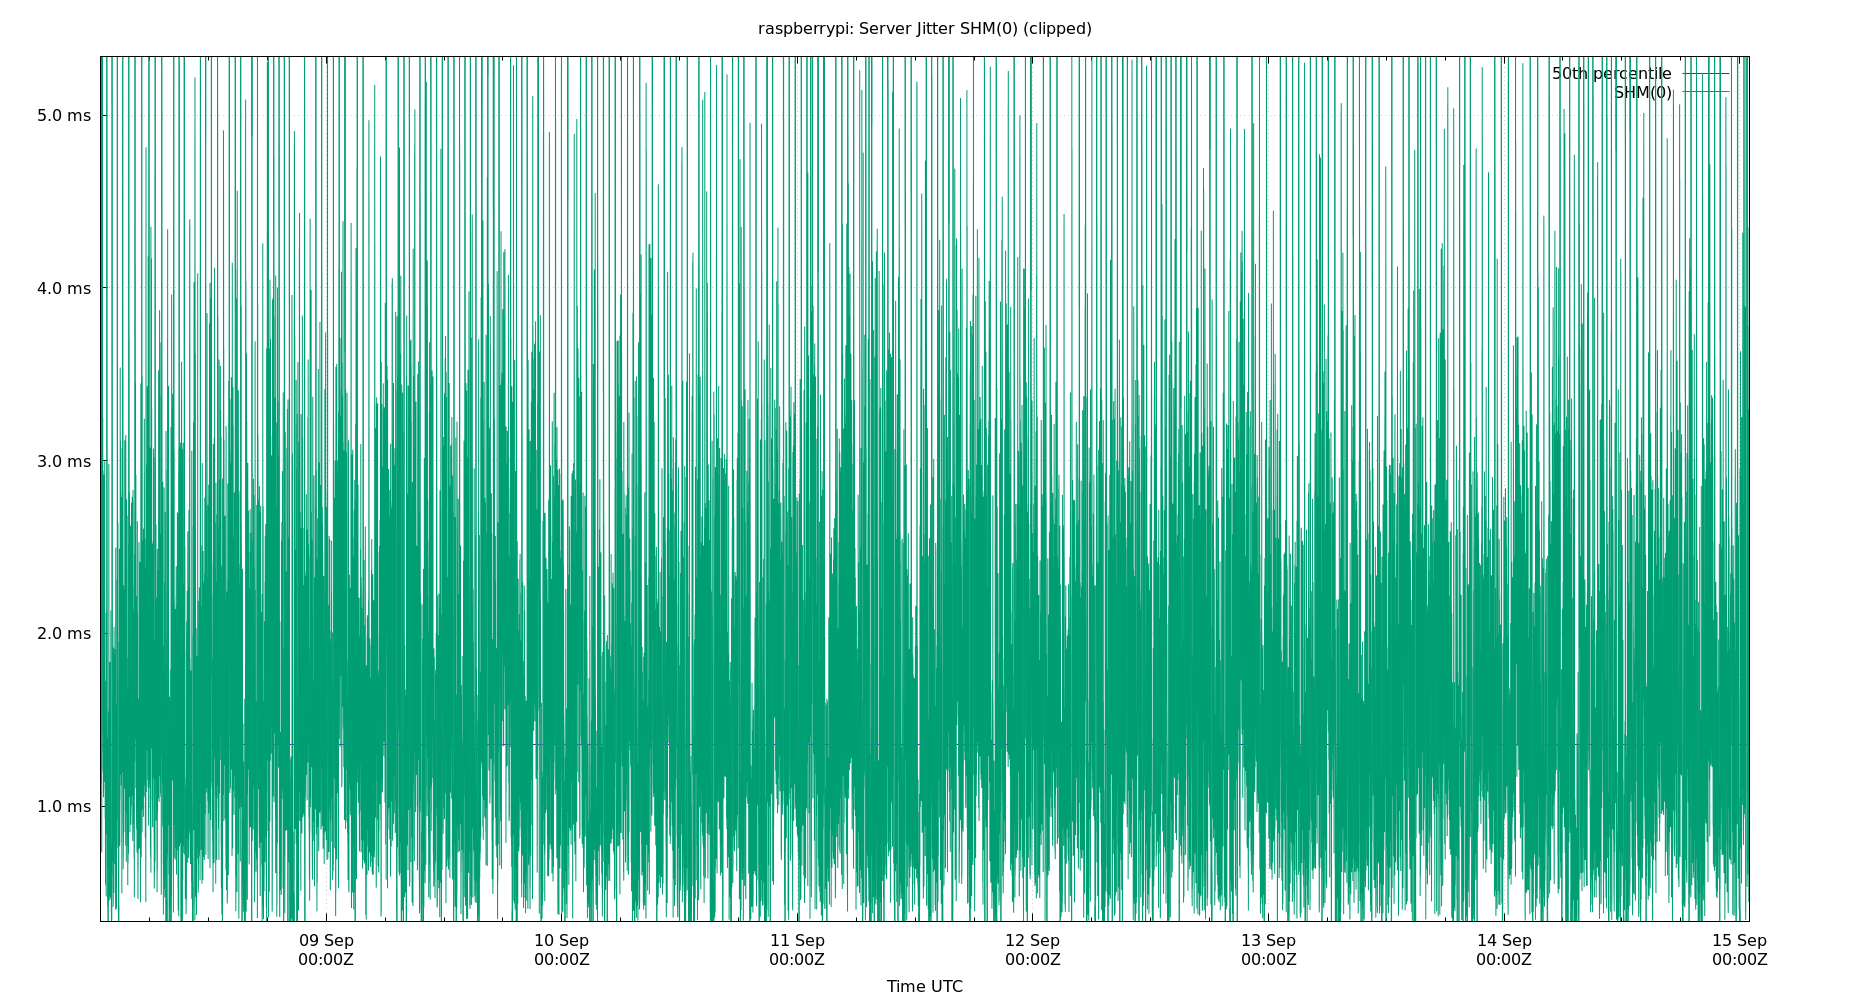 raspberrypi: Server Jitter SHM(0) (clipped)
50th percentile
SHM(0)
5.0 ms
4.0 ms
3.0 ms
2.0 ms
1.0 ms
09 Sep 10 Sep 11 Sep 12 Sep 13 Sep 14 Sep 15 Sep
00:00Z 00:00Z 00:00Z 00:00Z 00:00Z 00:00Z 00:00Z
Time UTC